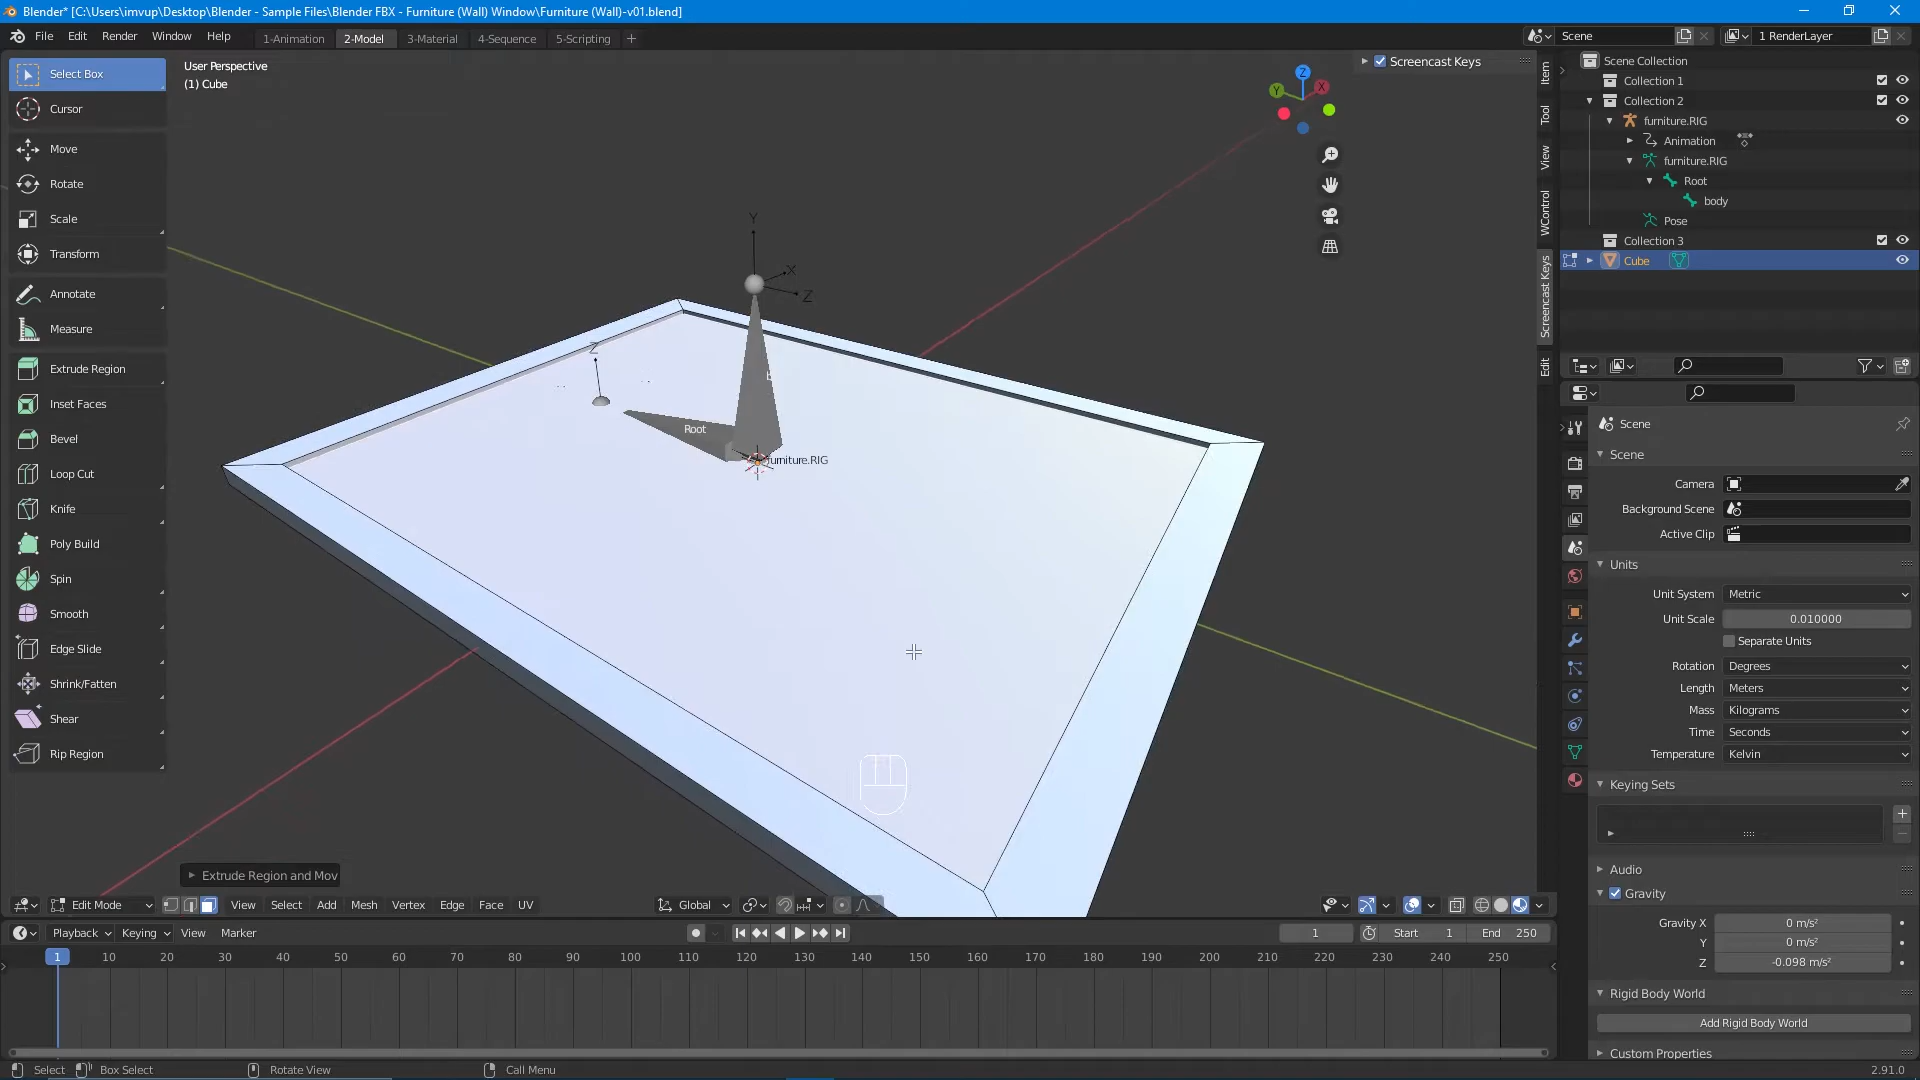 Blender* [C:\Users\imvup\Desktop\Blender - Sample Files\Blender FBX - Furniture (Wall) Window\Furniture (Wall)-v01.blend]
File Edit Render Window Help 1-Animation 2-Model 3-Material 4-Sequence 5-Scripting + Scene 1 RenderLayer
User Perspective
(1) Cube
Screencast Keys
Select Box
Cursor
Move
Rotate
Scale
Transform
Annotate
Measure
Extrude Region
Inset Faces
Bevel
Loop Cut
Knife
Poly Build
Spin
Smooth
Edge Slide
Shrink/Fatten
Shear
Rip Region
Z
Y
X
Y
X
Z
Z
Root
furniture.RIG
Item
Tool
View
WControl
Screencast Keys
Edit
Scene Collection
Collection 1
Collection 2
furniture.RIG
Animation
furniture.RIG
Root
body
Pose
Collection 3
Cube
Scene
Scene
Camera
Background Scene
Active Clip
Units
Unit System Metric
Unit Scale 0.010000
Separate Units
Rotation Degrees
Length Meters
Mass Kilograms
Time Seconds
Temperature Kelvin
Keying Sets
Audio
Gravity
Gravity X 0 m/s²
Y 0 m/s²
Z -0.098 m/s²
Rigid Body World
Add Rigid Body World
Custom Properties
Extrude Region and Mov
Edit Mode View Select Add Mesh Vertex Edge Face UV Global
Playback Keying View Marker 1 Start 1 End 250
1 10 20 30 40 50 60 70 80 90 100 110 120 130 140 150 160 170 180 190 200 210 220 230 240 250
Select Box Select Rotate View Call Menu 2.91.0